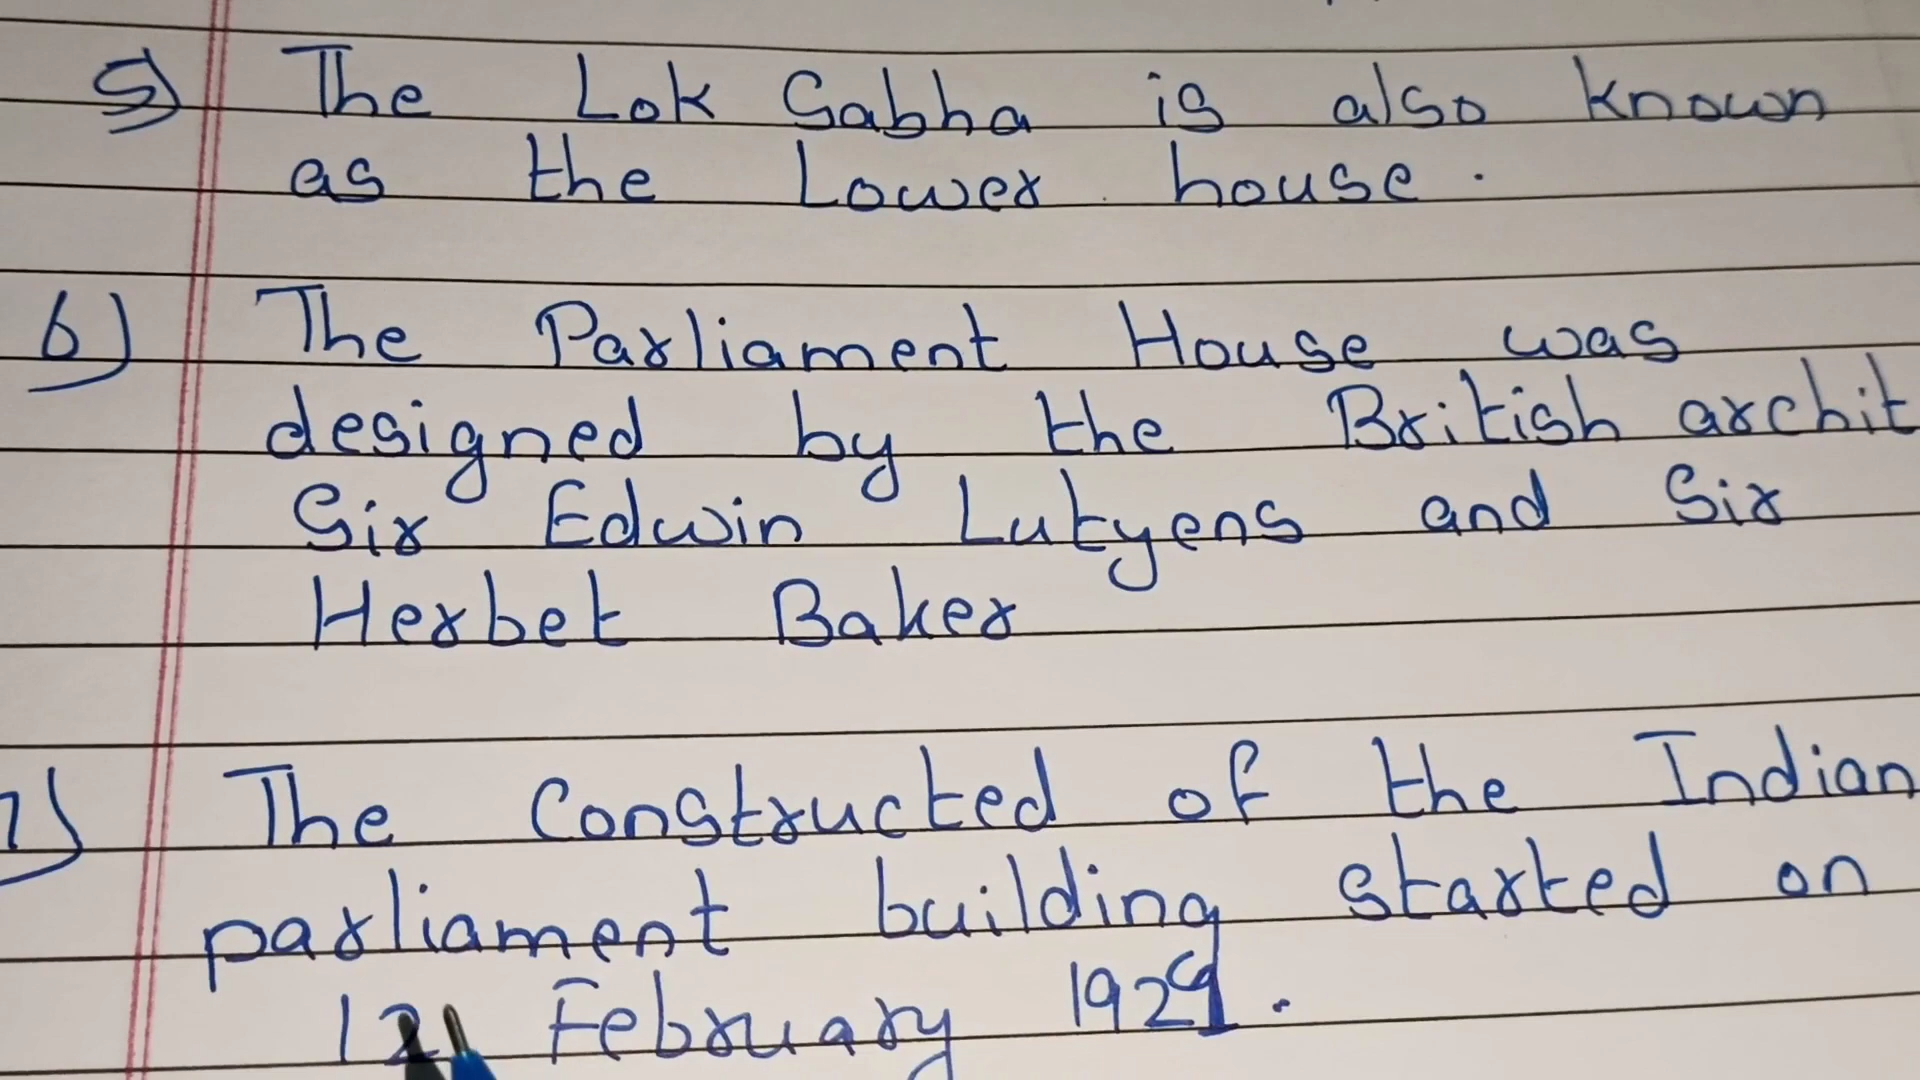 5) The Lok Sabha is also known
as the Lower house.
6) The Parliament House was
designed by the British archit
Sir Edwin Lutyens and Sir
Herbet Baker
7) The Constructed of the Indian
parliament building started on
12 February